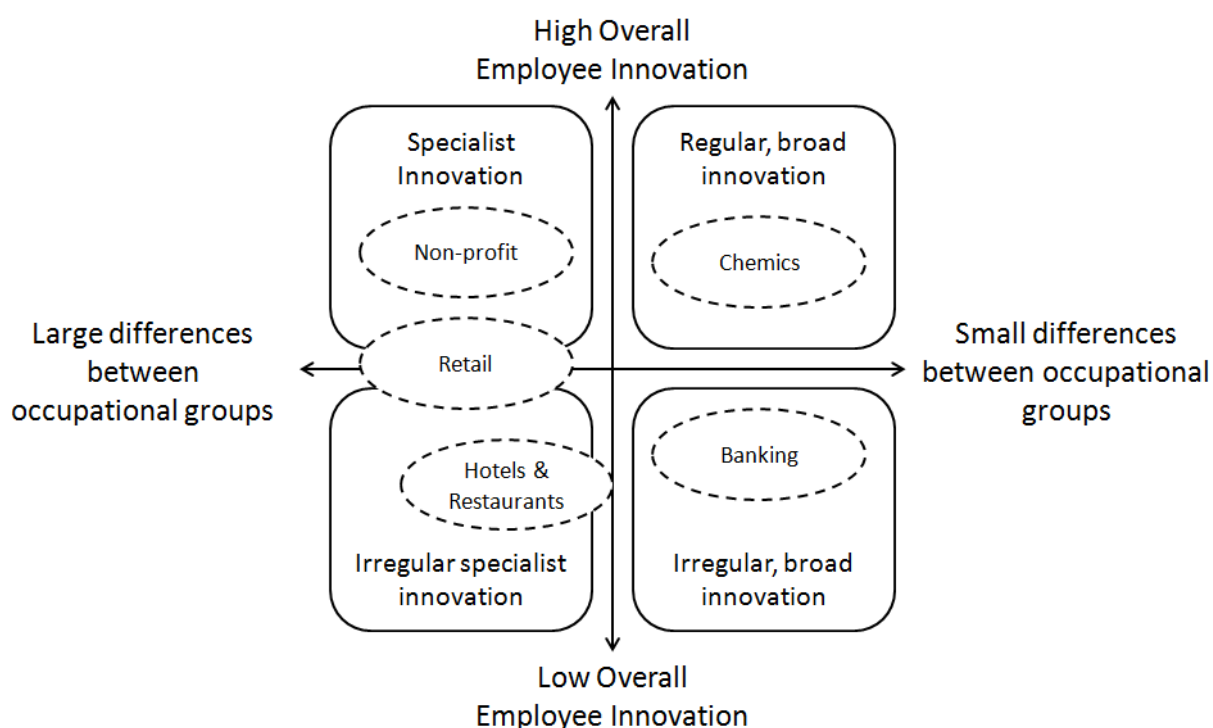 High Overall
Employee Innovation
Specialist
Innovation
Regular, broad
innovation
Non-profit
Chemics
Large differences
between
occupational groups
Retail
Small differences
between occupational
groups
Hotels &
Restaurants
Banking
Irregular specialist
innovation
Irregular, broad
innovation
Low Overall
Employee Innovation